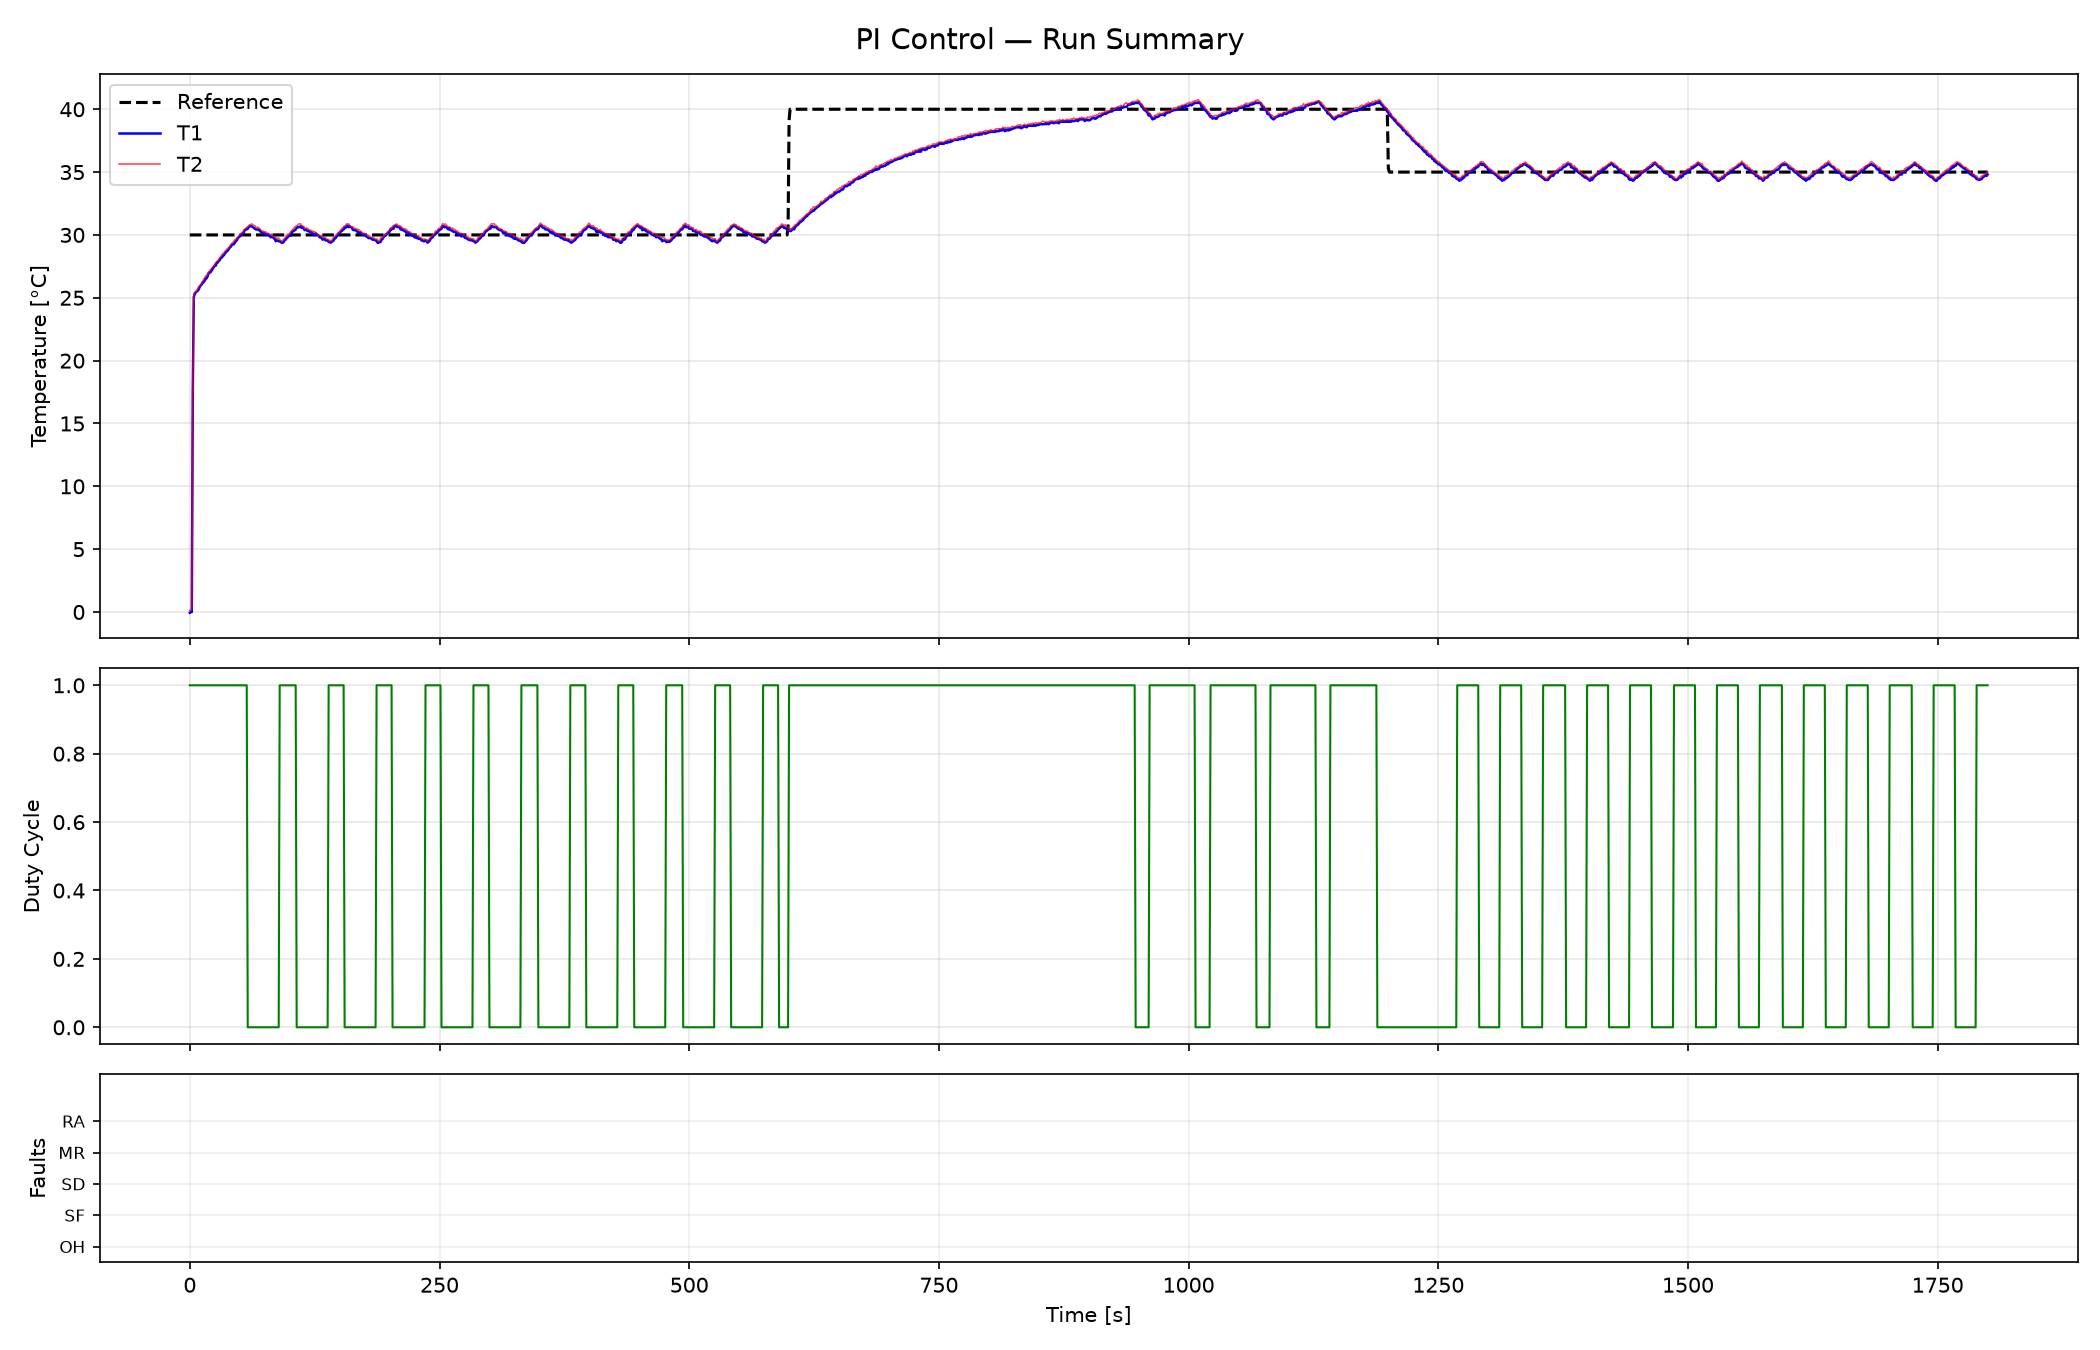 PI Control — Run Summary
Reference
T1
T2
Temperature [°C]
40
35
30
25
20
15
10
5
0
Duty Cycle
1.0
0.8
0.6
0.4
0.2
0.0
Faults
RA
MR
SD
SF
OH
0 250 500 750 1000 1250 1500 1750
Time [s]